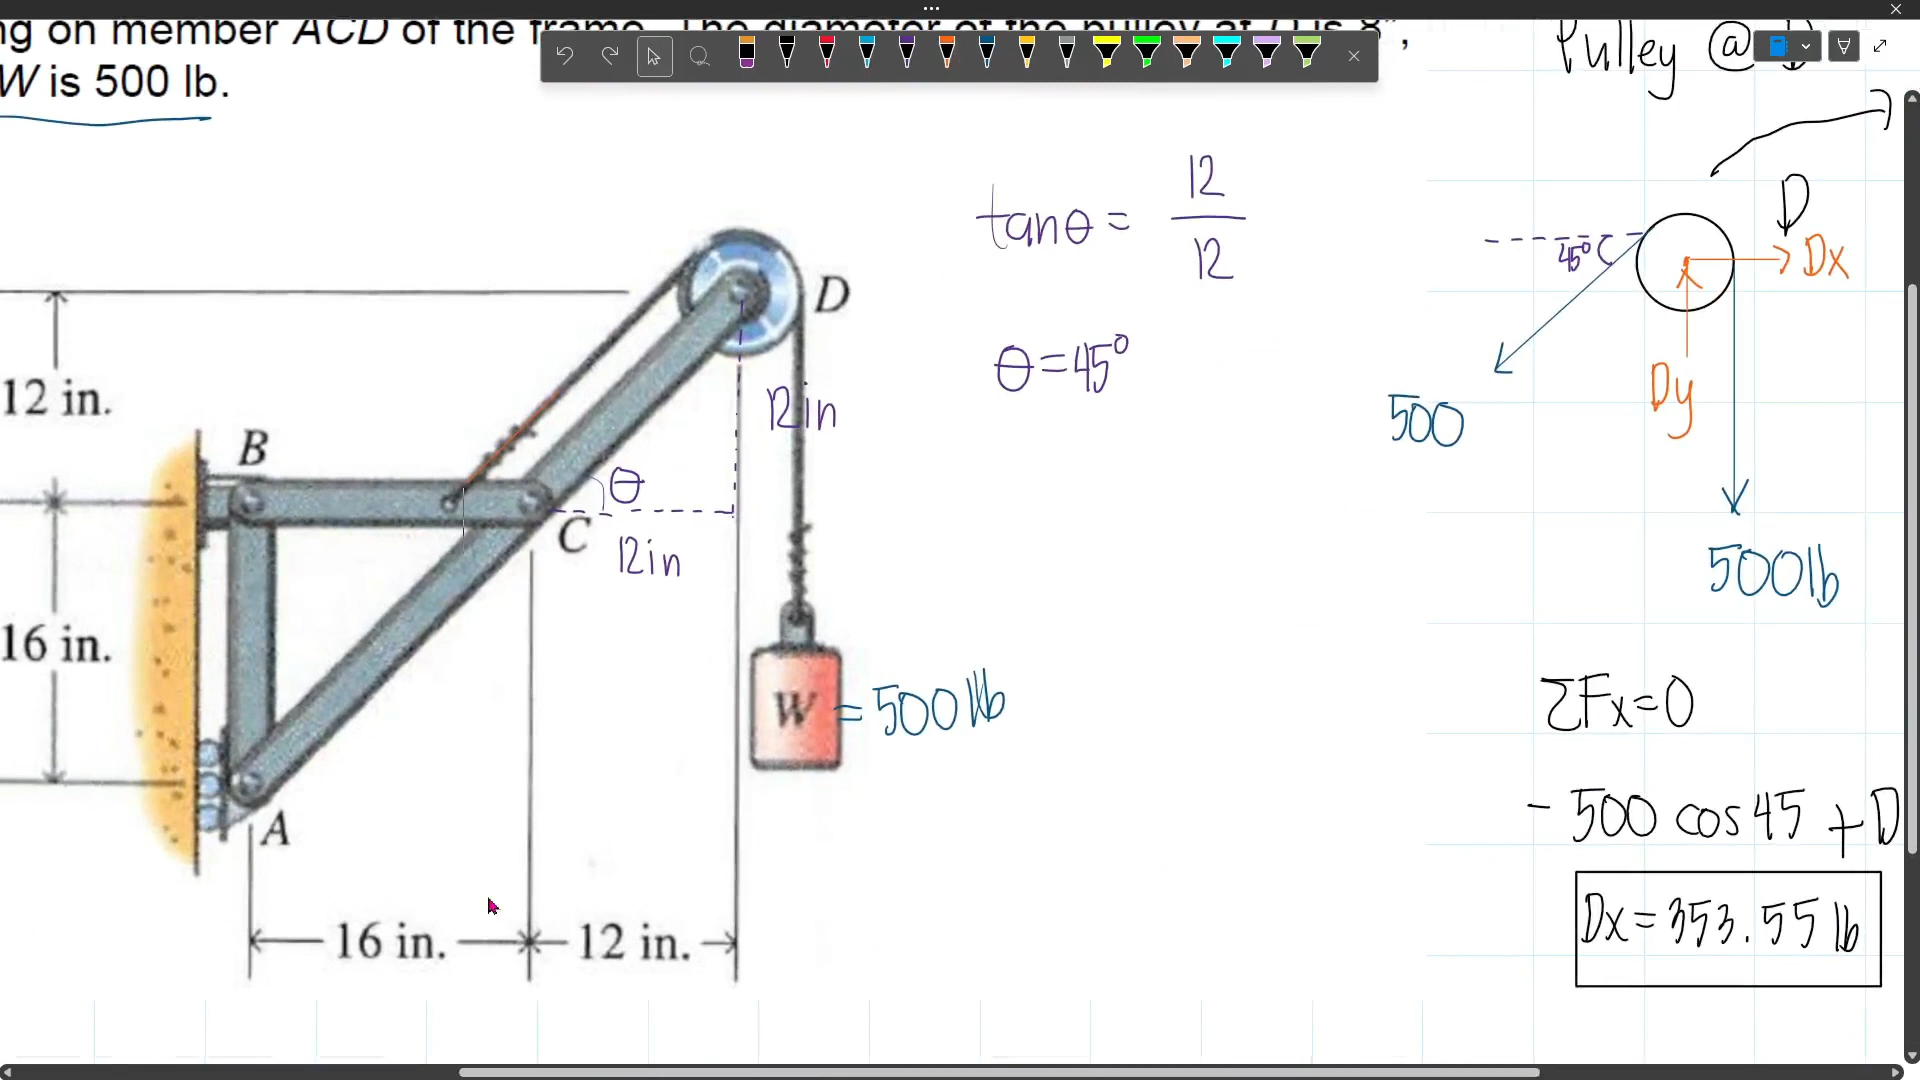 ng on member ACD of the frame. The diameter of the pulley at D is 8",
W is 500 lb.
12 in.
16 in.
B
D
C
A
θ
12in
12in
W = 500 lb
16 in.
12 in.
tanθ = 12/12
θ = 45°
Pulley @ D
D
45°
Dx
Dy
500
500lb
ΣFx=0
- 500 cos 45 + D
Dx = 353.55 lb